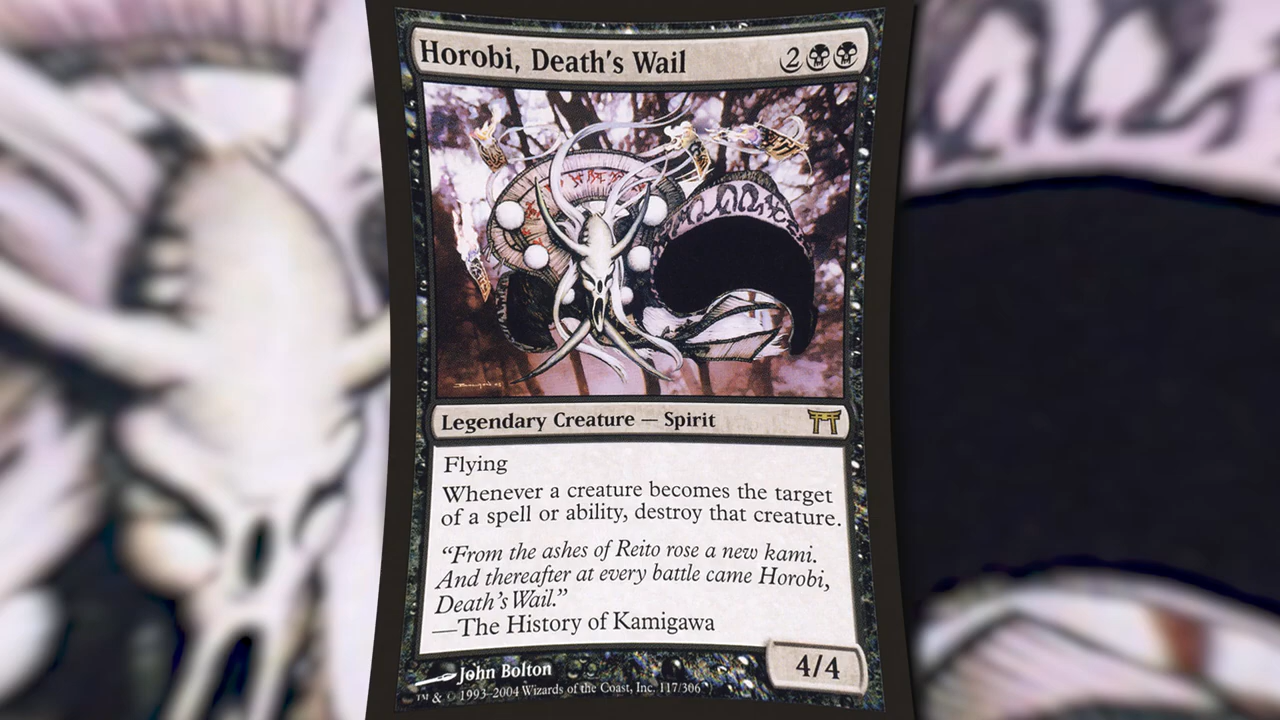 Horobi, Death's Wail 2
Legendary Creature — Spirit
Flying
Whenever a creature becomes the target
of a spell or ability, destroy that creature.
“From the ashes of Reito rose a new kami.
And thereafter at every battle came Horobi,
Death's Wail.”
—The History of Kamigawa
4/4
John Bolton
™ & © 1993–2004 Wizards of the Coast, Inc. 117/306